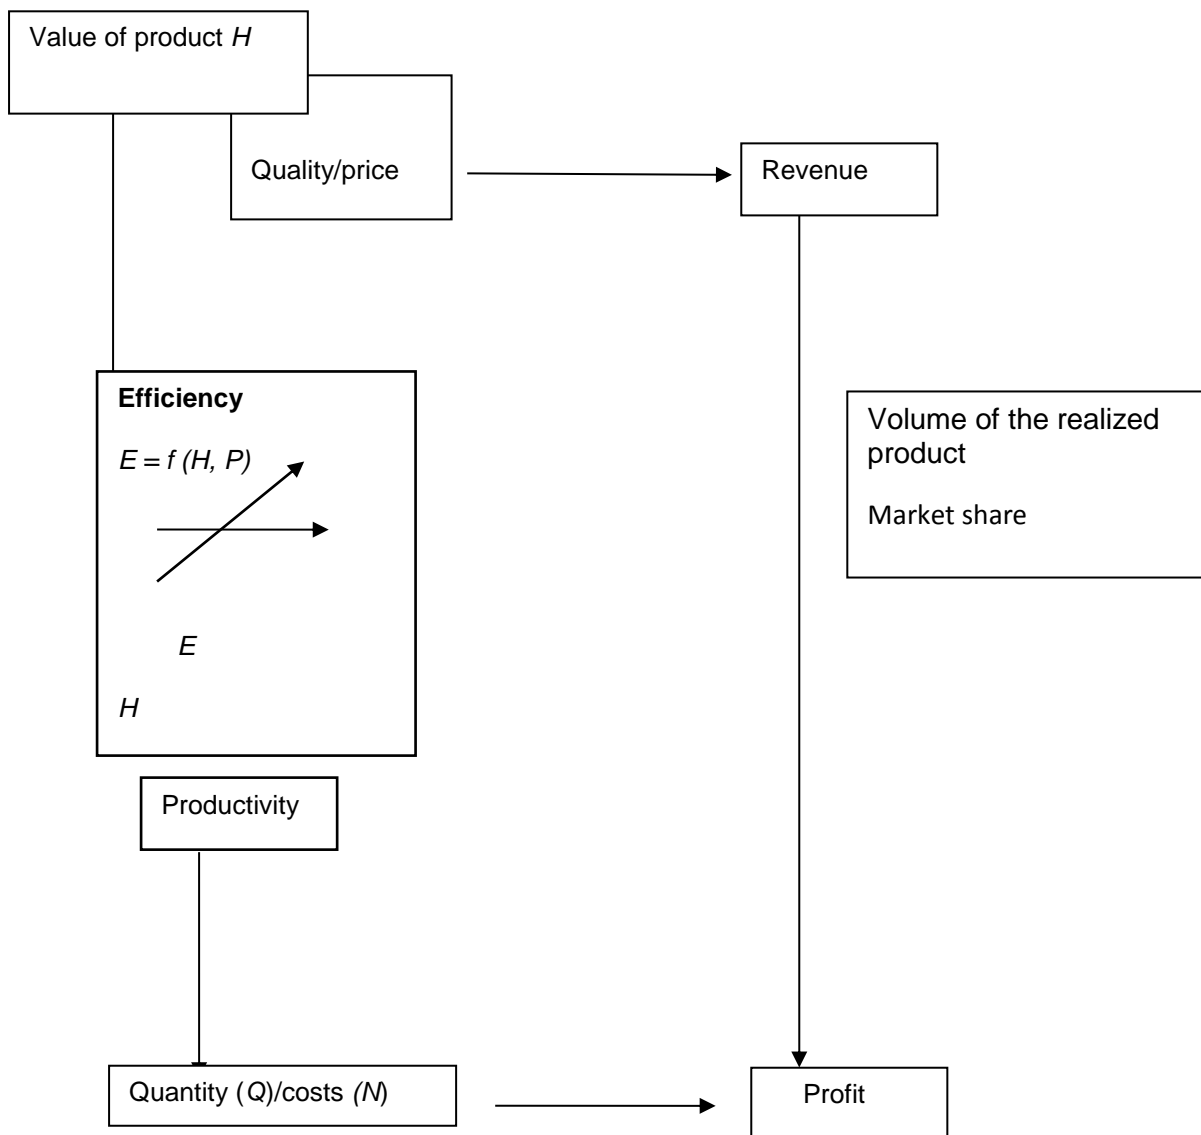 Value of product H
Quality/price
Revenue
Efficiency
E = f (H, P)
E
H
Volume of the realized
product
Market share
Productivity
Quantity (Q)/costs (N)
Profit